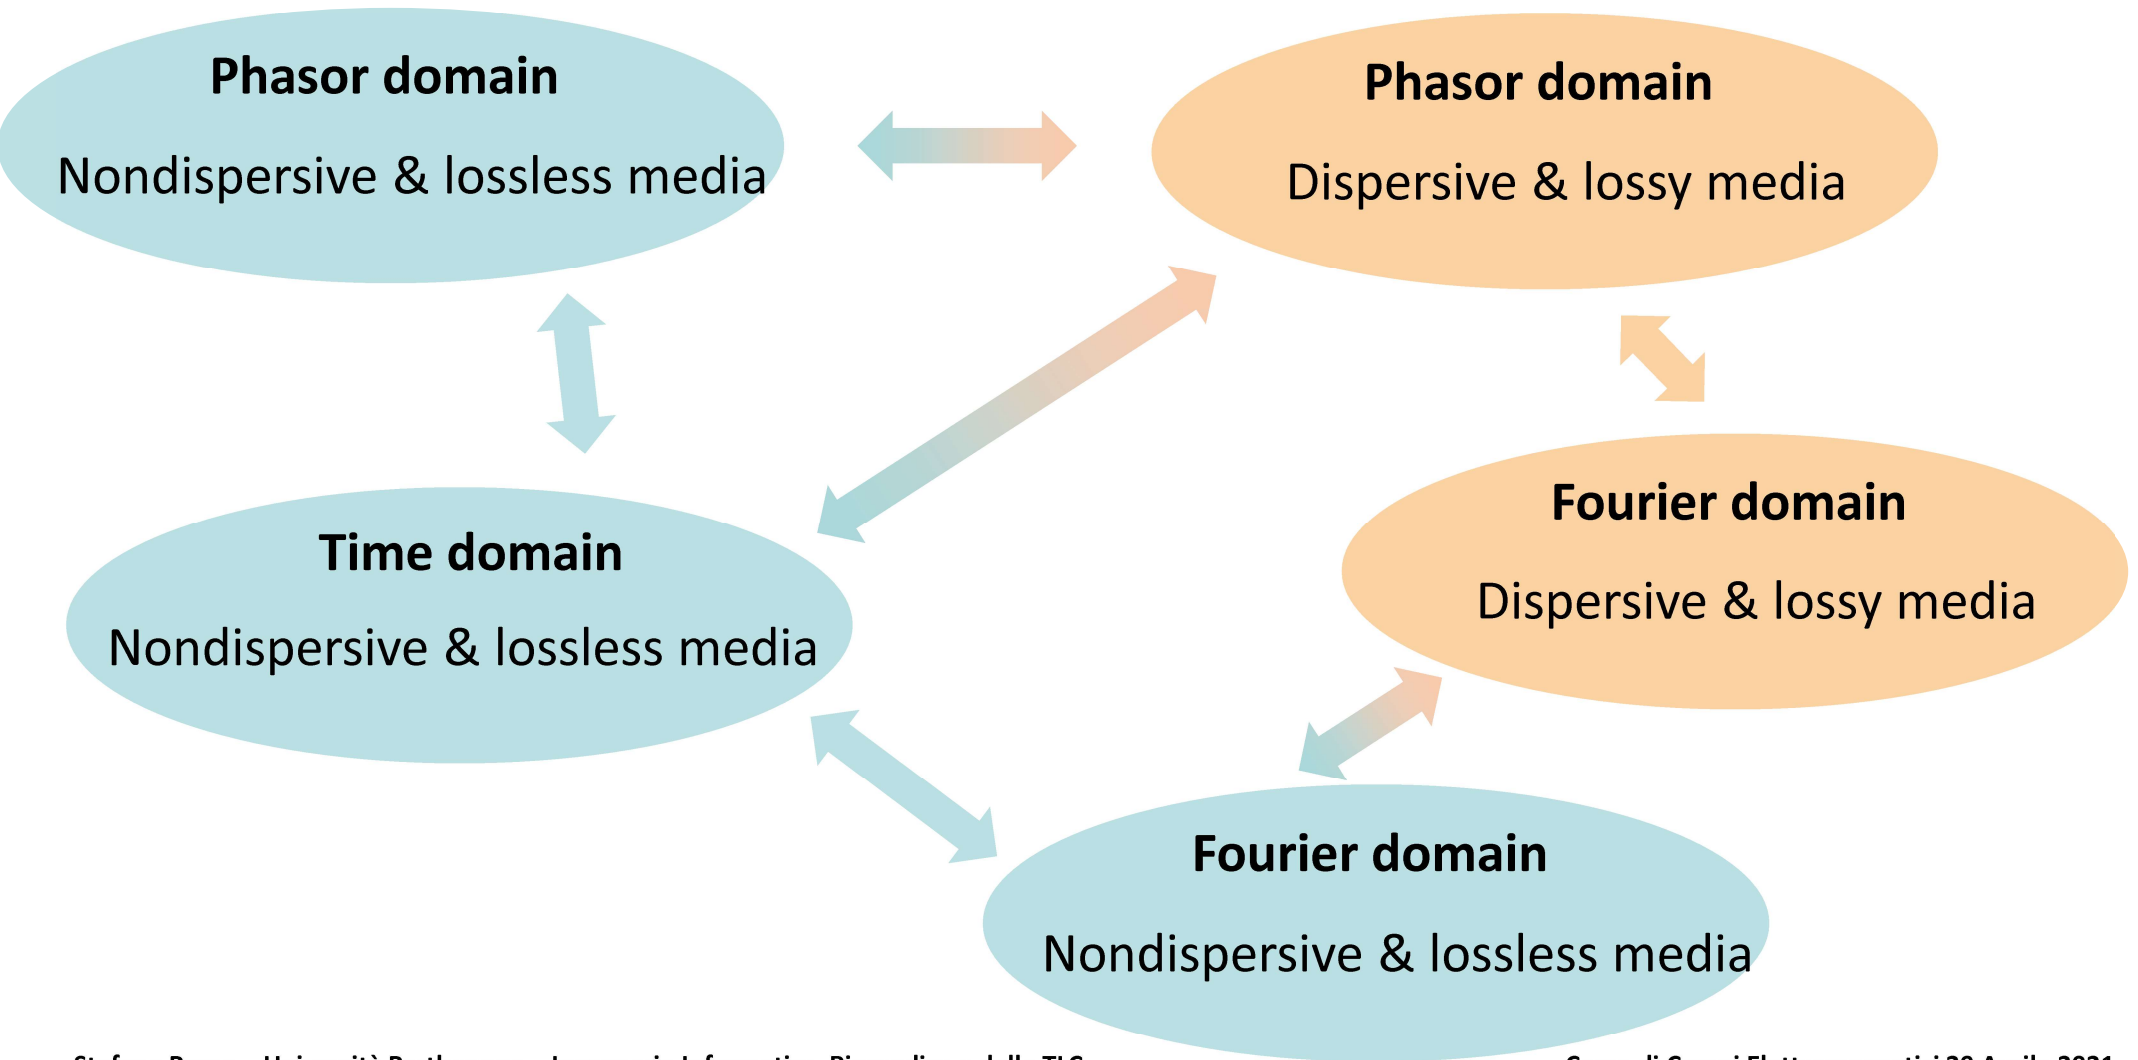 Phasor domain
Nondispersive & lossless media
Phasor domain
Dispersive & lossy media
Time domain
Nondispersive & lossless media
Fourier domain
Dispersive & lossy media
Fourier domain
Nondispersive & lossless media